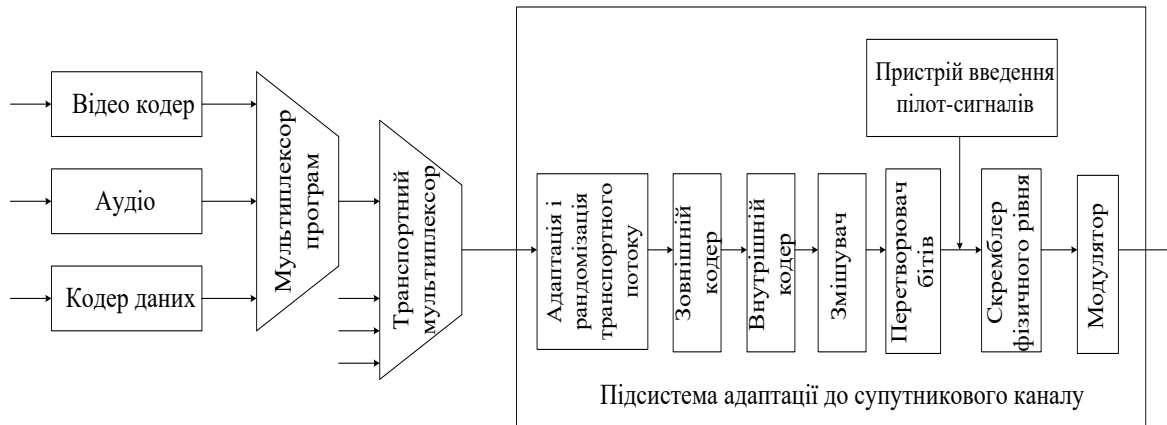 Відео кодер
Аудіо
Кодер даних
Мультиплексор
програм
Транспортний
мультиплексор
Адаптація і
рандомізація
транспортного
потоку
Зовнішній
кодер
Внутрішній
кодер
Змішувач
Перетворювач
бітів
Пристрій введення
пілот-сигналів
Скремблер
фізичного рівня
Модулятор
Підсистема адаптації до супутникового каналу